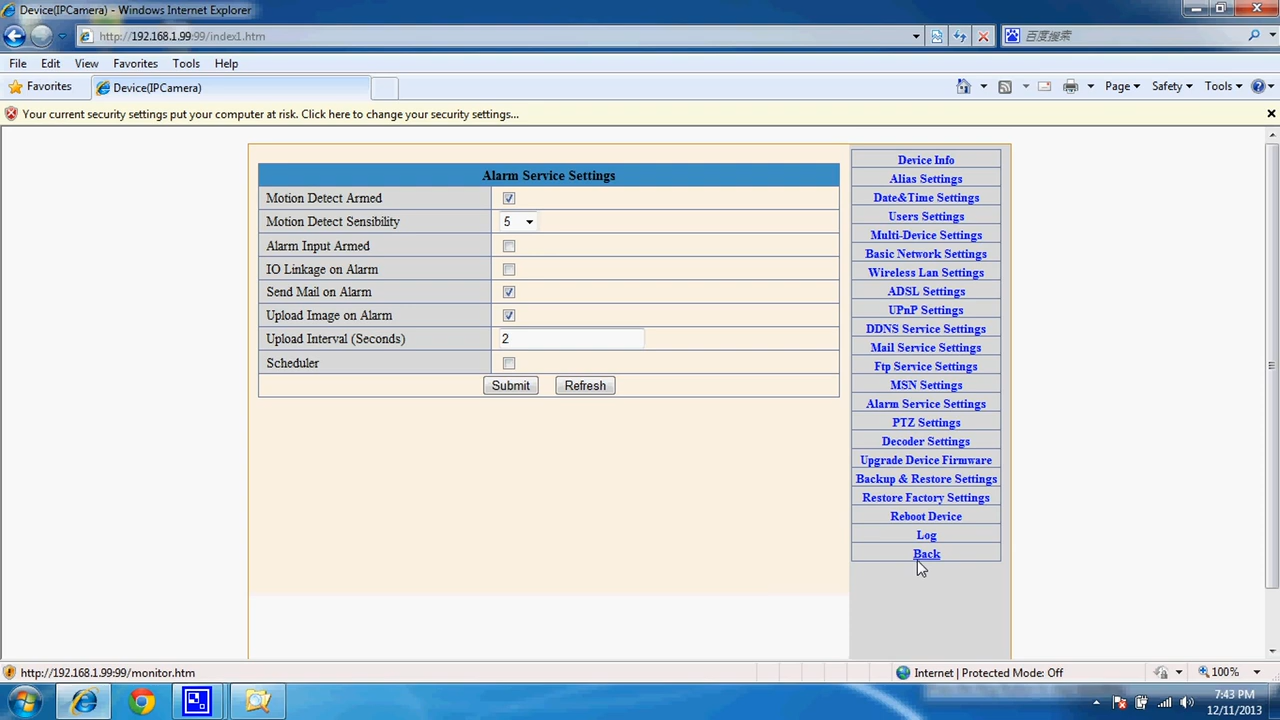 Device(IPCamera) - Windows Internet Explorer
http://192.168.1.99:99/index1.htm
百度搜索
File Edit View Favorites Tools Help
Favorites
Device(IPCamera)
Page Safety Tools
Your current security settings put your computer at risk. Click here to change your security settings...
Alarm Service Settings
Motion Detect Armed
Motion Detect Sensibility 5
Alarm Input Armed
IO Linkage on Alarm
Send Mail on Alarm
Upload Image on Alarm
Upload Interval (Seconds) 2
Scheduler
Submit Refresh
Device Info
Alias Settings
Date&Time Settings
Users Settings
Multi-Device Settings
Basic Network Settings
Wireless Lan Settings
ADSL Settings
UPnP Settings
DDNS Service Settings
Mail Service Settings
Ftp Service Settings
MSN Settings
Alarm Service Settings
PTZ Settings
Decoder Settings
Upgrade Device Firmware
Backup & Restore Settings
Restore Factory Settings
Reboot Device
Log
Back
http://192.168.1.99:99/monitor.htm
Internet | Protected Mode: Off
100%
7:43 PM
12/11/2013